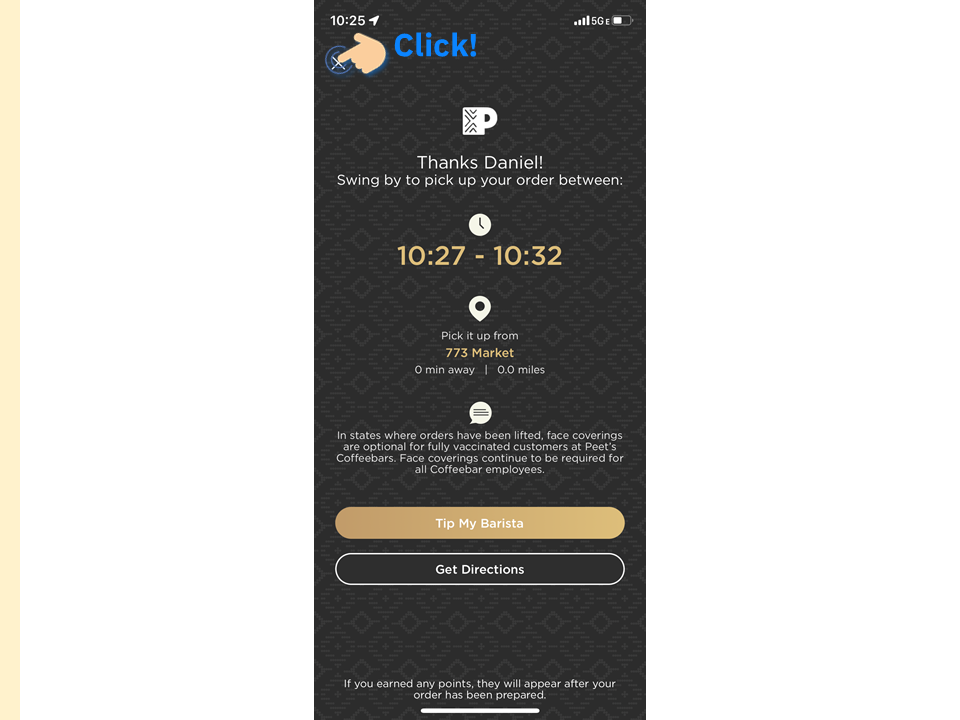 10:25
5G E
Click!
P
Thanks Daniel!
Swing by to pick up your order between:
10:27 - 10:32
Pick it up from
773 Market
0 min away | 0.0 miles
In states where orders have been lifted, face coverings
are optional for fully vaccinated customers at Peet's
Coffeebars. Face coverings continue to be required for
all Coffeebar employees.
Tip My Barista
Get Directions
If you earned any points, they will appear after your
order has been prepared.